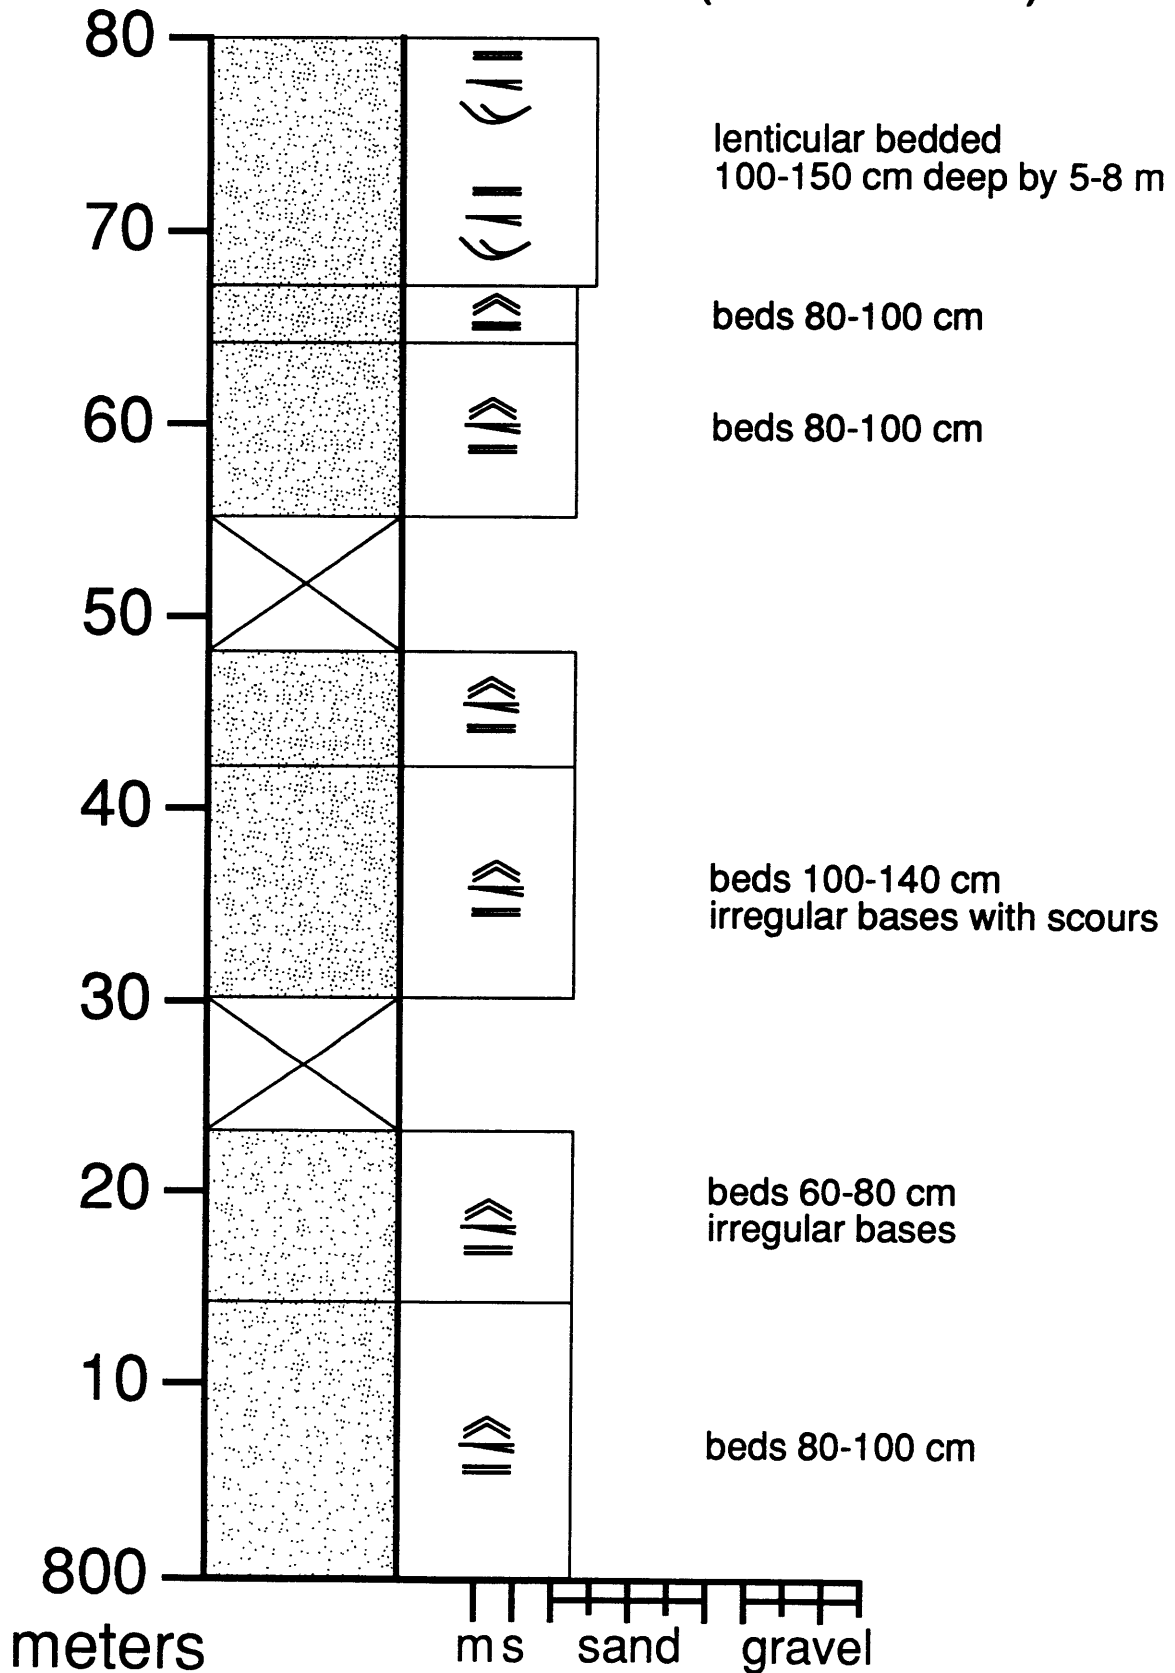 80
lenticular bedded
100-150 cm deep by 5-8 m
70
beds 80-100 cm
60
beds 80-100 cm
50
40
beds 100-140 cm
irregular bases with scours
30
20
beds 60-80 cm
irregular bases
10
beds 80-100 cm
800
meters
m s sand gravel